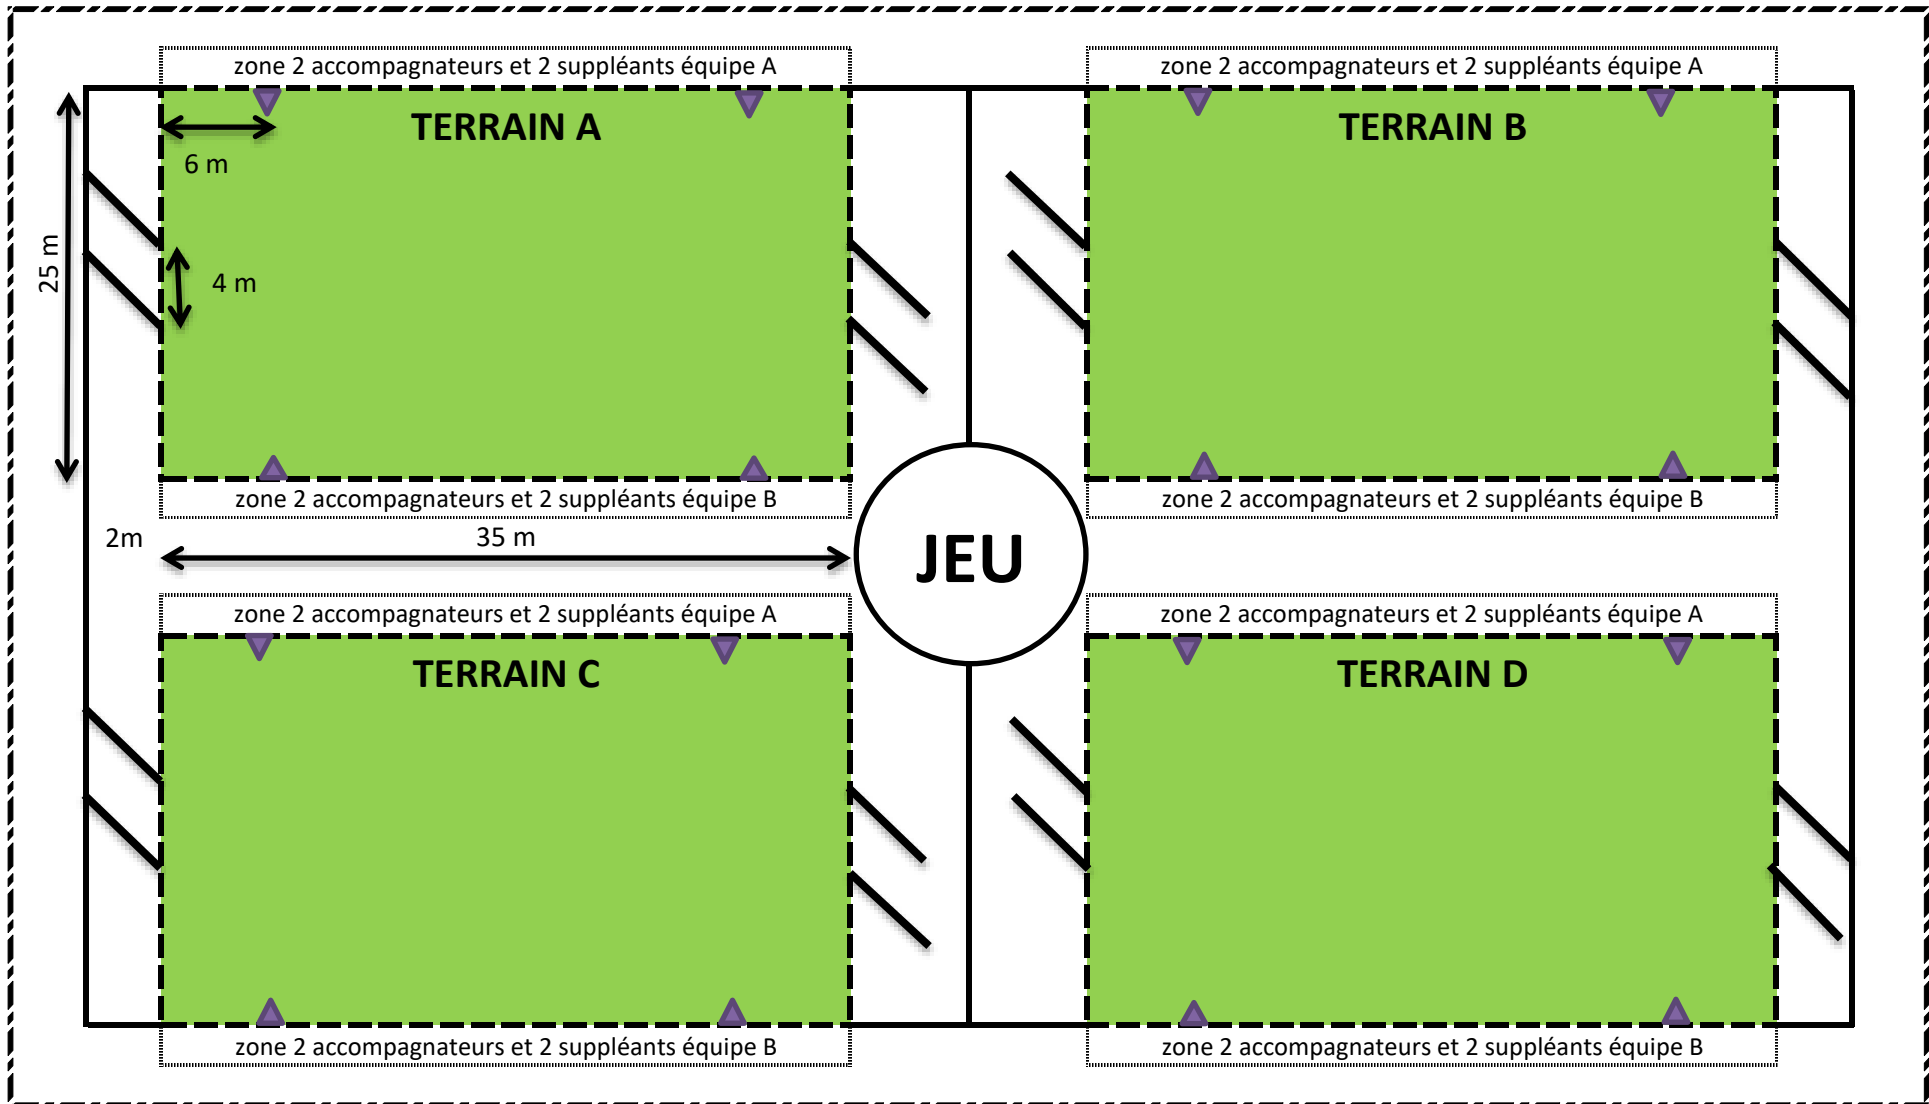 zone 2 accompagnateurs et 2 suppléants équipe A
zone 2 accompagnateurs et 2 suppléants équipe A
TERRAIN A
TERRAIN B
6 m
25 m
4 m
zone 2 accompagnateurs et 2 suppléants équipe B
zone 2 accompagnateurs et 2 suppléants équipe B
2m
35 m
JEU
zone 2 accompagnateurs et 2 suppléants équipe A
zone 2 accompagnateurs et 2 suppléants équipe A
TERRAIN C
TERRAIN D
zone 2 accompagnateurs et 2 suppléants équipe B
zone 2 accompagnateurs et 2 suppléants équipe B